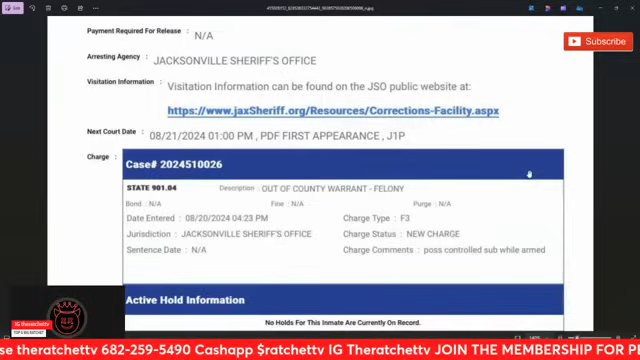 Edit
Payment Required For Release : N/A
Subscribe
Arresting Agency : JACKSONVILLE SHERIFF'S OFFICE
Visitation Information : Visitation Information can be found on the JSO public website at:
https://www.jaxSheriff.org/Resources/Corrections-Facility.aspx
Next Court Date : 08/21/2024 01:00 PM , PDF FIRST APPEARANCE , J1P
Charge : Case# 2024510026
STATE 901.04 Description : OUT OF COUNTY WARRANT - FELONY
Bond : N/A Fine : N/A Purge : N/A
Date Entered : 08/20/2024 04:23 PM Charge Type : F3
Jurisdiction : JACKSONVILLE SHERIFF'S OFFICE Charge Status : NEW CHARGE
Sentence Date : N/A Charge Comments : poss controlled sub while armed
Active Hold Information
No Holds For This Inmate Are Currently On Record.
IG Theratchettv
se theratchettv 682-259-5490 Cashapp $ratchettv IG Theratchettv JOIN THE MEMBERSHIP FOR P